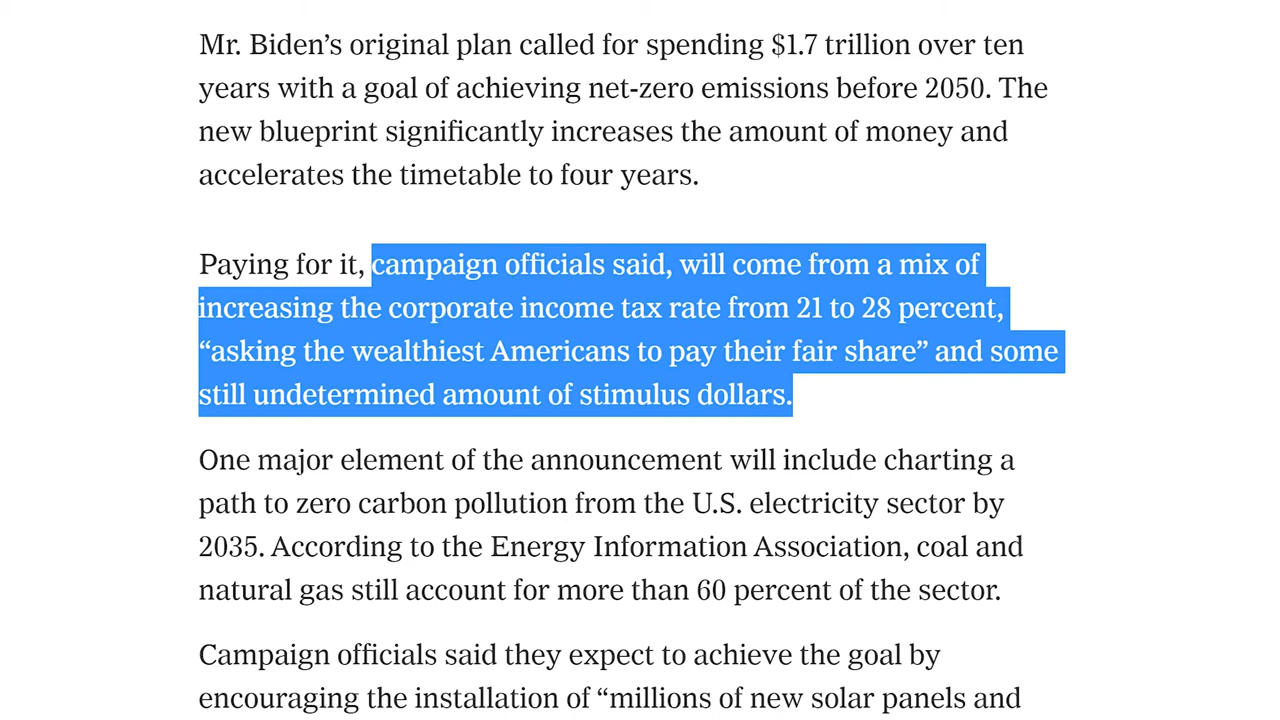 Mr. Biden’s original plan called for spending $1.7 trillion over ten
years with a goal of achieving net-zero emissions before 2050. The
new blueprint significantly increases the amount of money and
accelerates the timetable to four years.
Paying for it, campaign officials said, will come from a mix of
increasing the corporate income tax rate from 21 to 28 percent,
“asking the wealthiest Americans to pay their fair share” and some
still undetermined amount of stimulus dollars.
One major element of the announcement will include charting a
path to zero carbon pollution from the U.S. electricity sector by
2035. According to the Energy Information Association, coal and
natural gas still account for more than 60 percent of the sector.
Campaign officials said they expect to achieve the goal by
encouraging the installation of “millions of new solar panels and